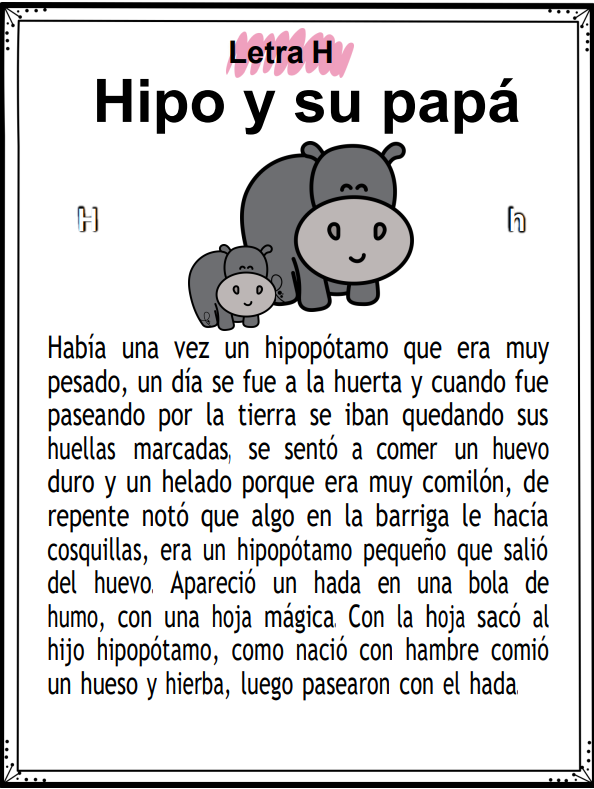 Letra H
Hipo y su papá
H
h
Había una vez un hipopótamo que era muy
pesado, un día se fue a la huerta y cuando fue
paseando por la tierra se iban quedando sus
huellas marcadas, se sentó a comer un huevo
duro y un helado porque era muy comilón, de
repente notó que algo en la barriga le hacía
cosquillas, era un hipopótamo pequeño que salió
del huevo. Apareció un hada en una bola de
humo, con una hoja mágica. Con la hoja sacó al
hijo hipopótamo, como nació con hambre comió
un hueso y hierba, luego pasearon con el hada.